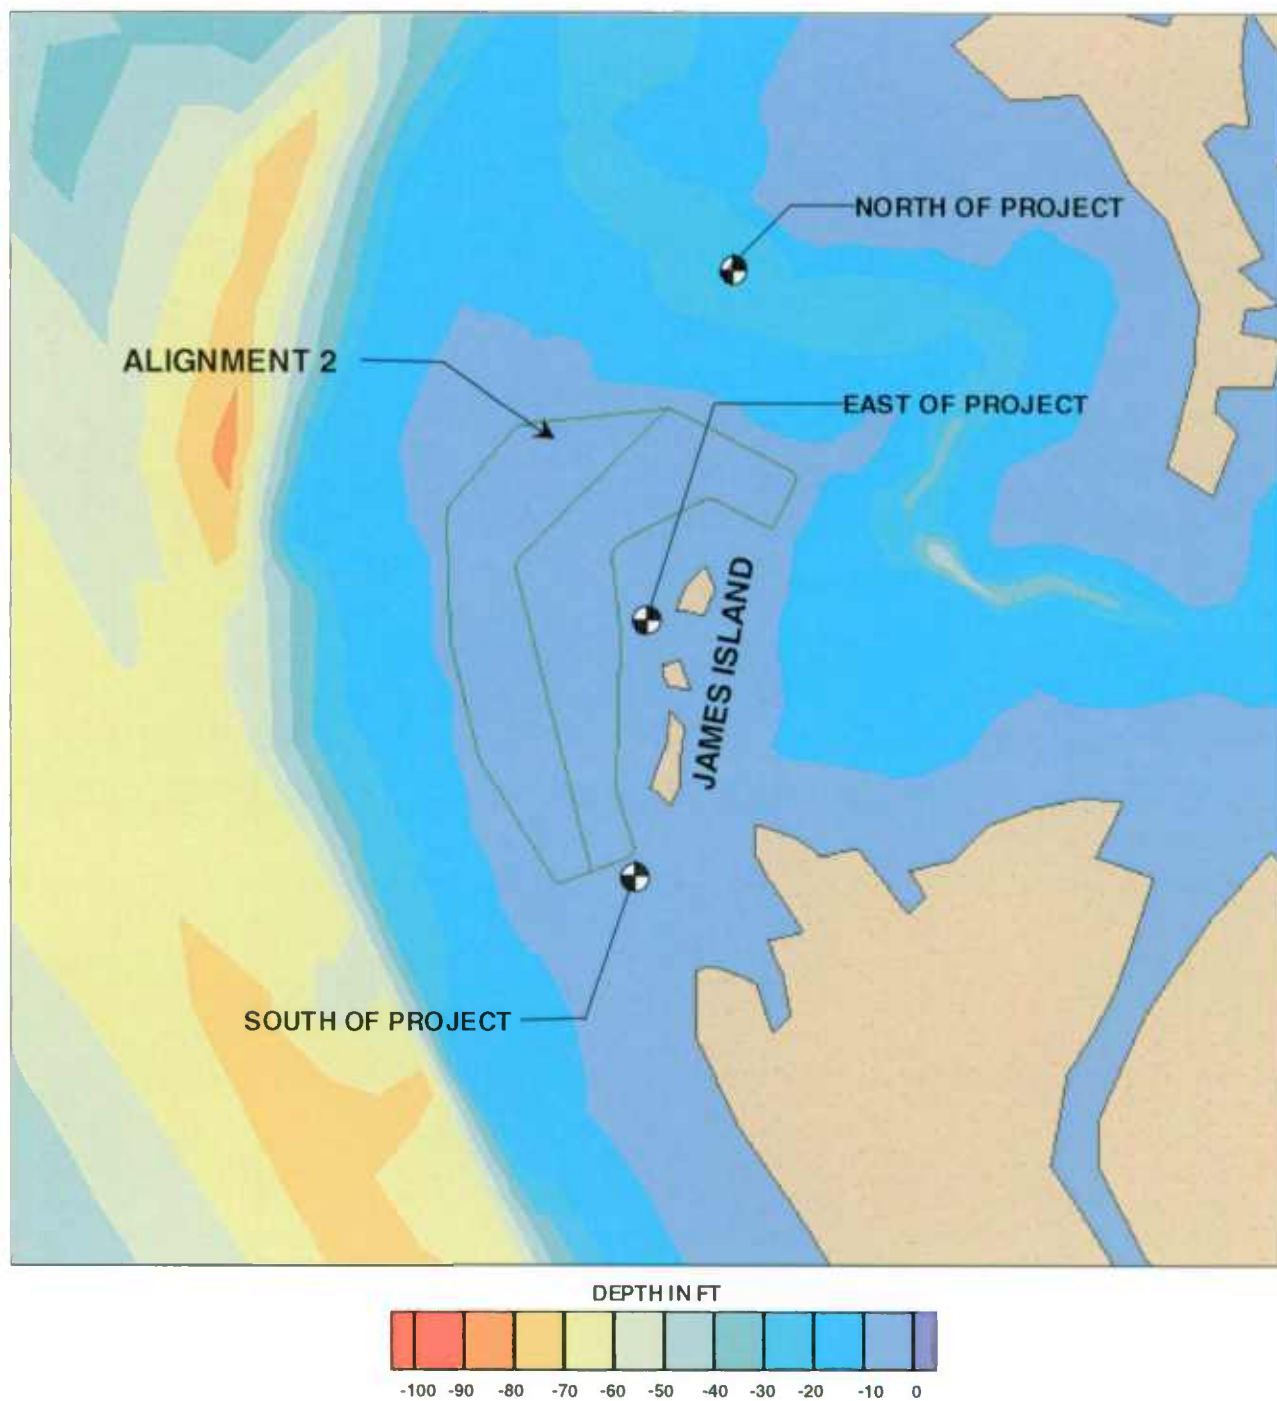 NORTH OF PROJECT
ALIGNMENT 2
EAST OF PROJECT
JAMES ISLAND
SOUTH OF PROJECT
DEPTH IN FT
-100 -90 -80 -70 -60 -50 -40 -30 -20 -10 0